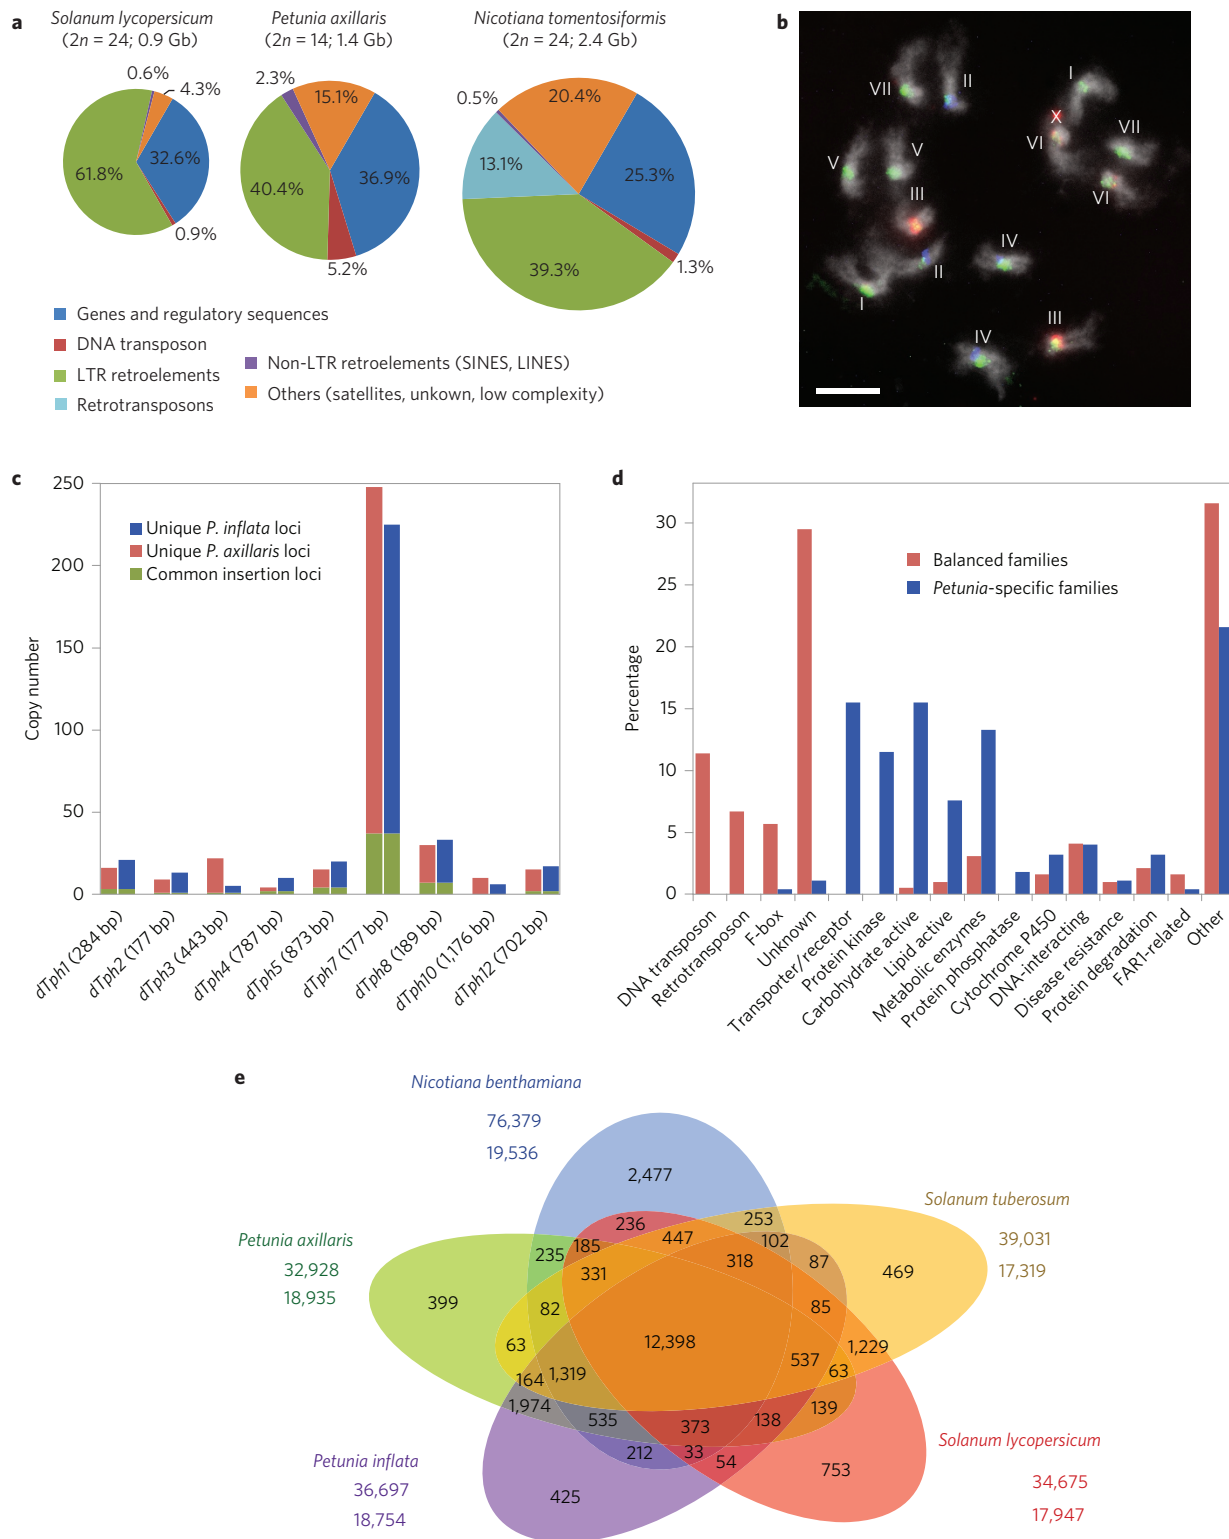 a
Solanum lycopersicum
(2n = 24; 0.9 Gb)
Petunia axillaris
(2n = 14; 1.4 Gb)
Nicotiana tomentosiformis
(2n = 24; 2.4 Gb)
0.6%
4.3%
32.6%
61.8%
0.9%
2.3%
15.1%
36.9%
40.4%
5.2%
0.5%
20.4%
13.1%
25.3%
39.3%
1.3%
Genes and regulatory sequences
DNA transposon
LTR retroelements
Retrotransposons
Non-LTR retroelements (SINES, LINES)
Others (satellites, unkown, low complexity)
b
VII
II
I
X
VI
VII
V
V
VI
III
II
IV
I
IV
III
c
250
200
150
100
50
0
Copy number
Unique P. inflata loci
Unique P. axillaris loci
Common insertion loci
dTph1 (284 bp)
dTph2 (177 bp)
dTph3 (443 bp)
dTph4 (787 bp)
dTph5 (873 bp)
dTph7 (177 bp)
dTph8 (189 bp)
dTph10 (1,176 bp)
dTph12 (702 bp)
d
30
25
20
15
10
5
0
Percentage
Balanced families
Petunia-specific families
DNA transposon
Retrotransposon
F-box
Unknown
Transporter/receptor
Protein kinase
Carbohydrate active
Lipid active
Metabolic enzymes
Protein phosphatase
Cytochrome P450
DNA-interacting
Disease resistance
Protein degradation
FAR1-related
Other
e
Nicotiana benthamiana
76,379
19,536
Solanum tuberosum
39,031
17,319
Petunia axillaris
32,928
18,935
Petunia inflata
36,697
18,754
Solanum lycopersicum
34,675
17,947
2,477
236
253
447
102
235
185
331
318
87
469
399
82
85
63
12,398
1,229
537
63
164
1,319
1,974
139
535
373
138
212
33
54
753
425